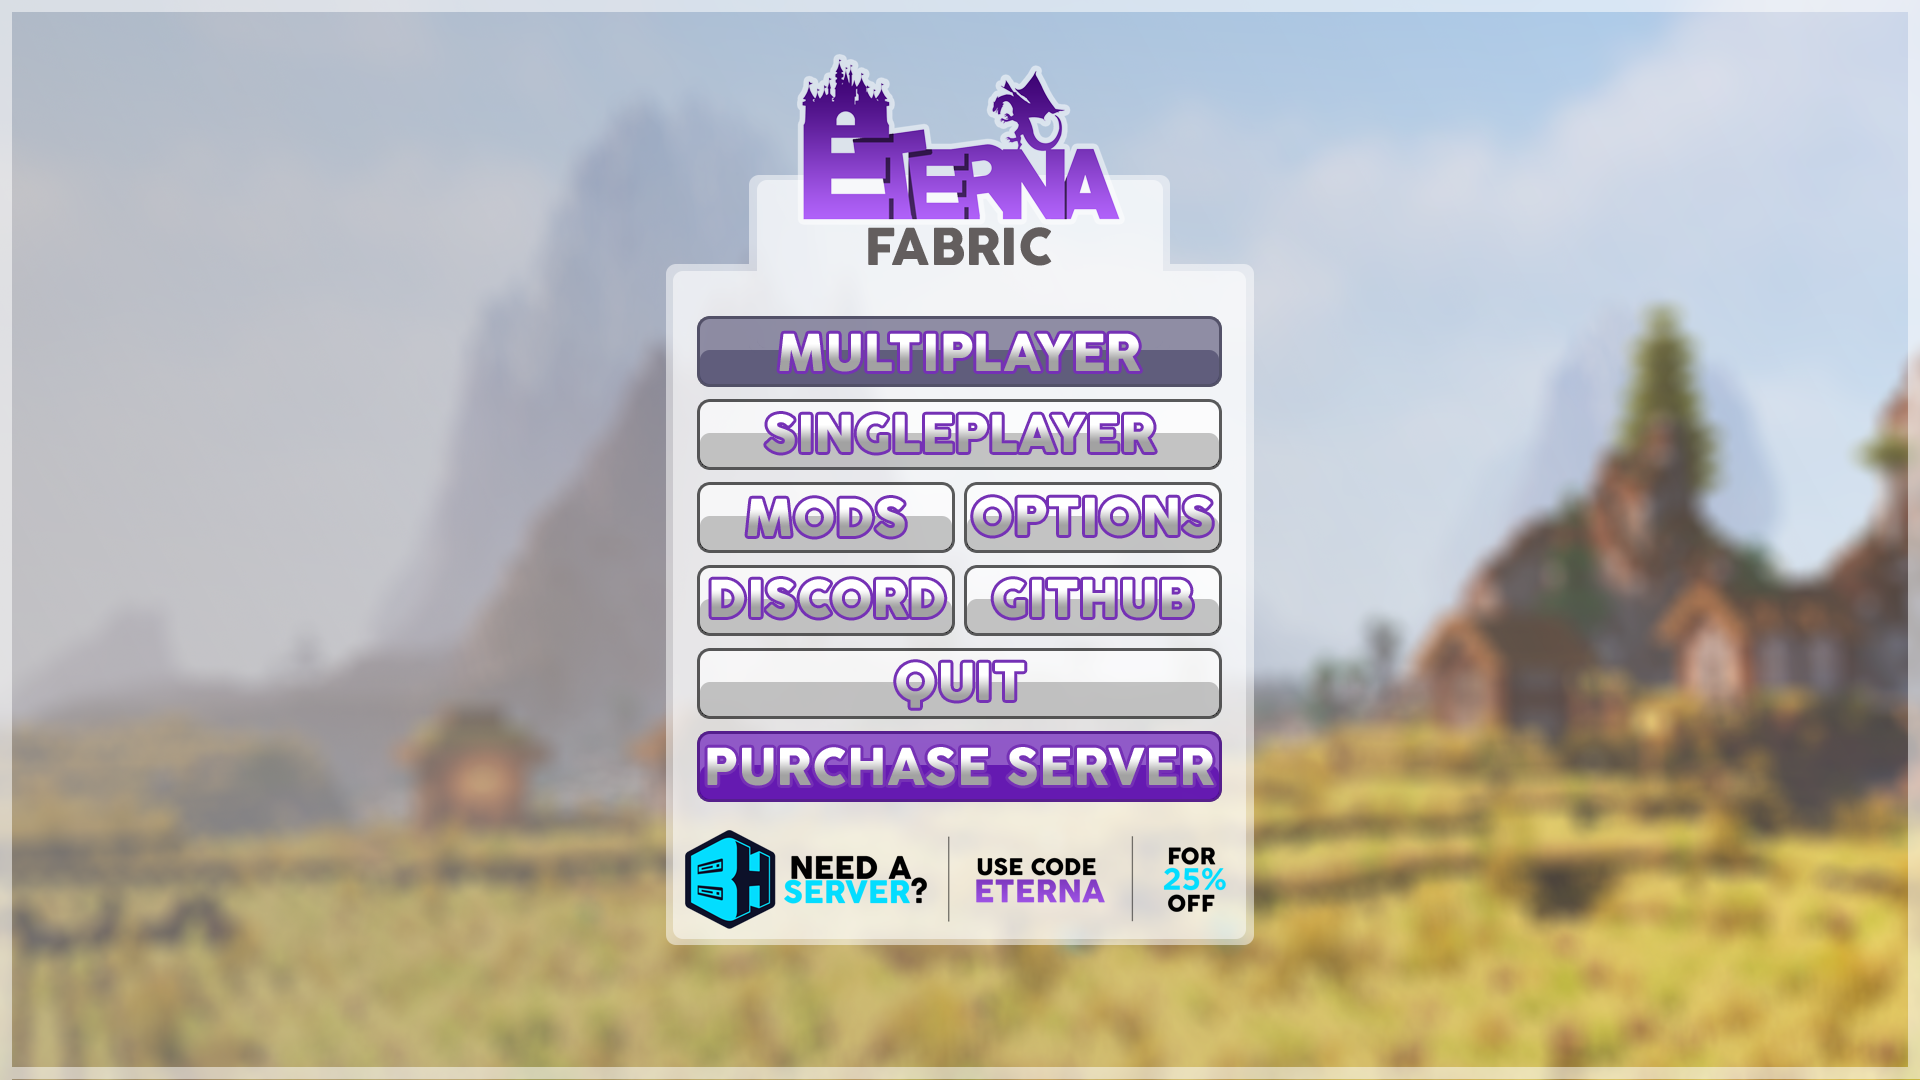 ETERNA
FABRIC
MULTIPLAYER
SINGLEPLAYER
MODS
OPTIONS
DISCORD
GITHUB
QUIT
PURCHASE SERVER
BH
NEED A
SERVER?
USE CODE
ETERNA
FOR
25%
OFF